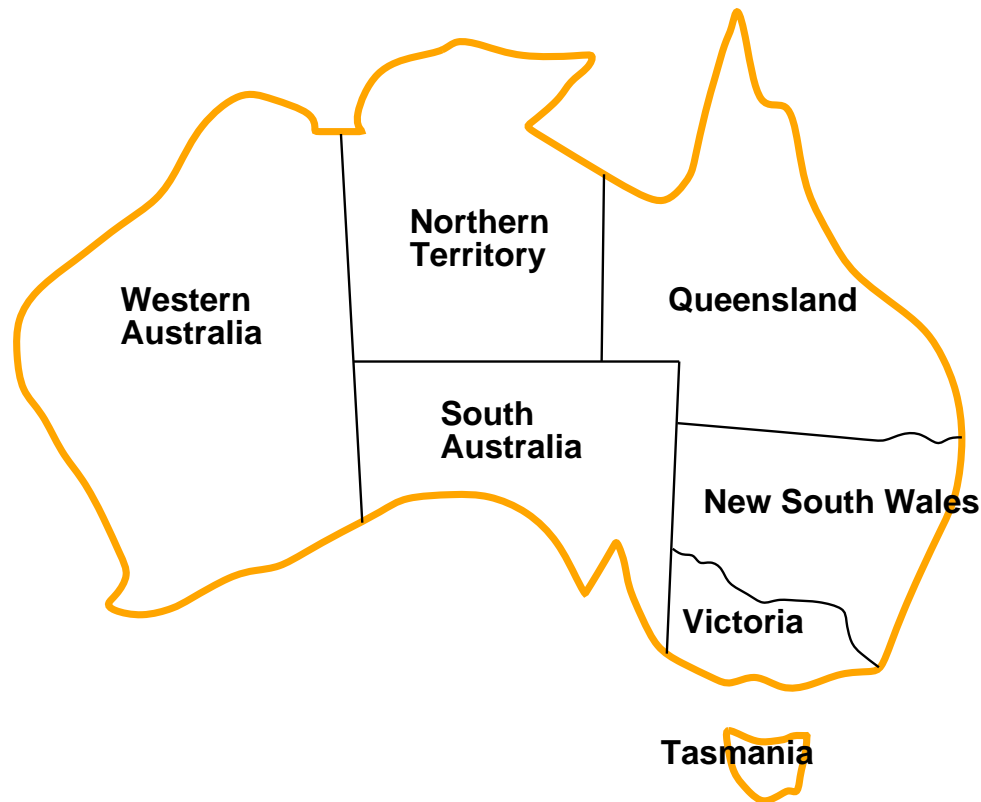 Northern
Territory
Western
Australia
Queensland
South
Australia
New South Wales
Victoria
Tasmania